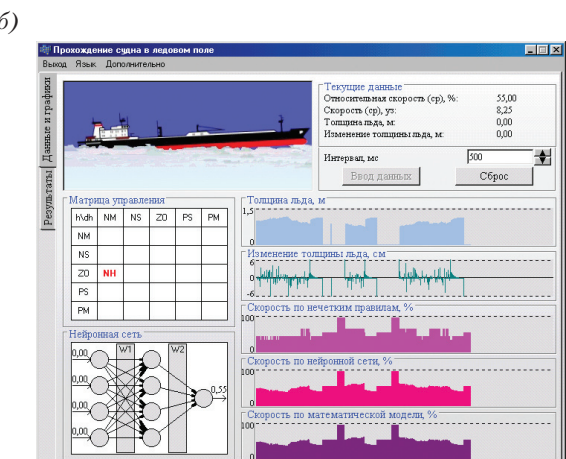 б)
Прохождение судна в ледовом поле
Выход Язык Дополнительно
Данные и графики
Результаты
Текущие данные
Относительная скорость (ср), %: 55,00
Скорость (ср), уз: 8,25
Толщина льда, м: 0,00
Изменение толщины льда, м: 0,00
Интервал, мс 500
Ввод данных Сброс
Матрица управления
h\dh NM NS ZO PS PM
NM
NS
ZO NH
PS
PM
Толщина льда, м
1,5
0
Изменение толщины льда, см
6
0
-6
Скорость по нечетким правилам, %
100
0
Нейронная сеть
W1 W2
0,00
0,00
0,00
0,00
0,55
Скорость по нейронной сети, %
100
0
Скорость по математической модели, %
100
0